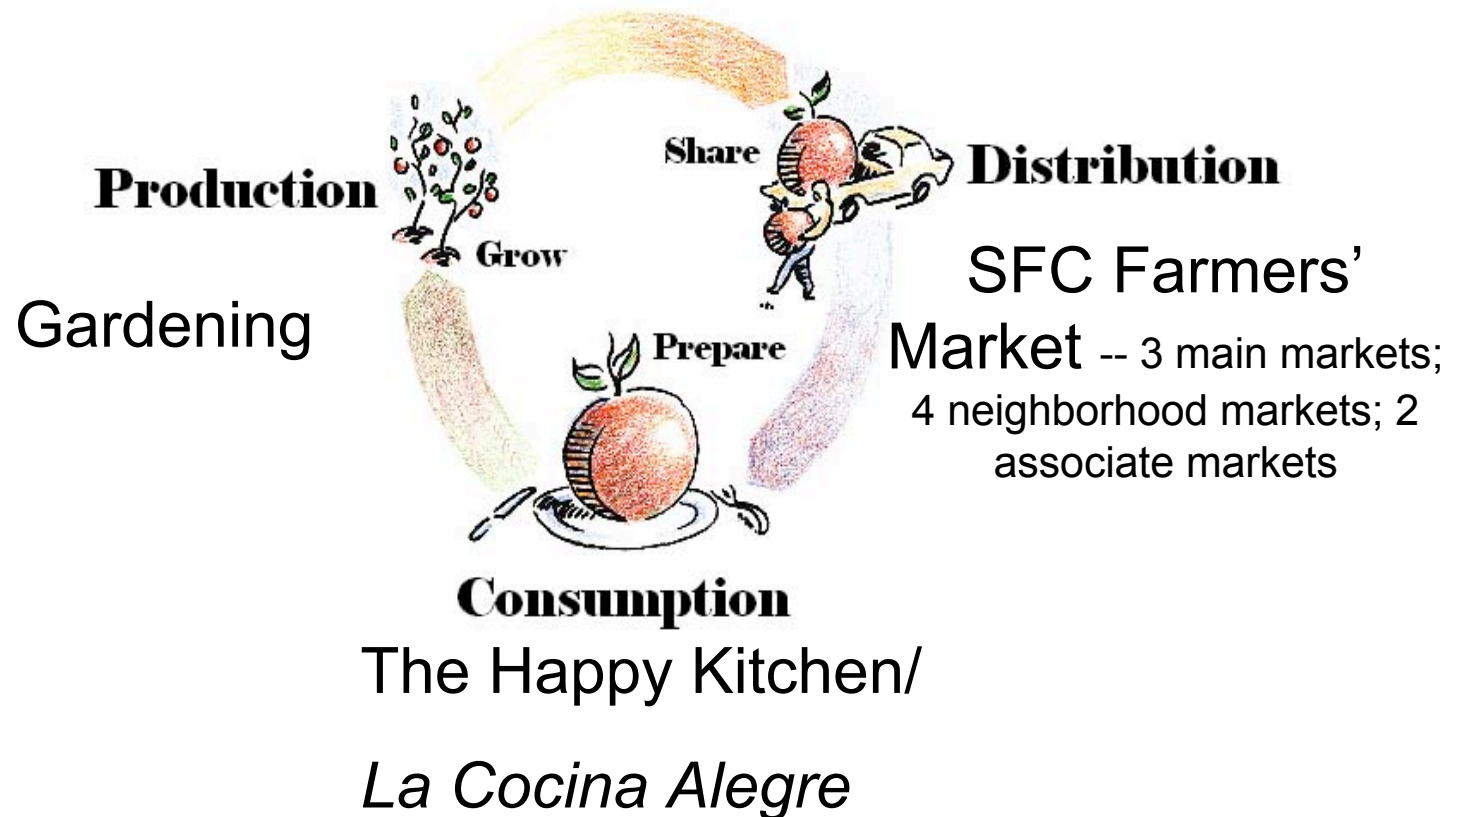 Production
Grow
Gardening
Share
Distribution
SFC Farmers’
Market -- 3 main markets;
4 neighborhood markets; 2
associate markets
Prepare
Consumption
The Happy Kitchen/
La Cocina Alegre